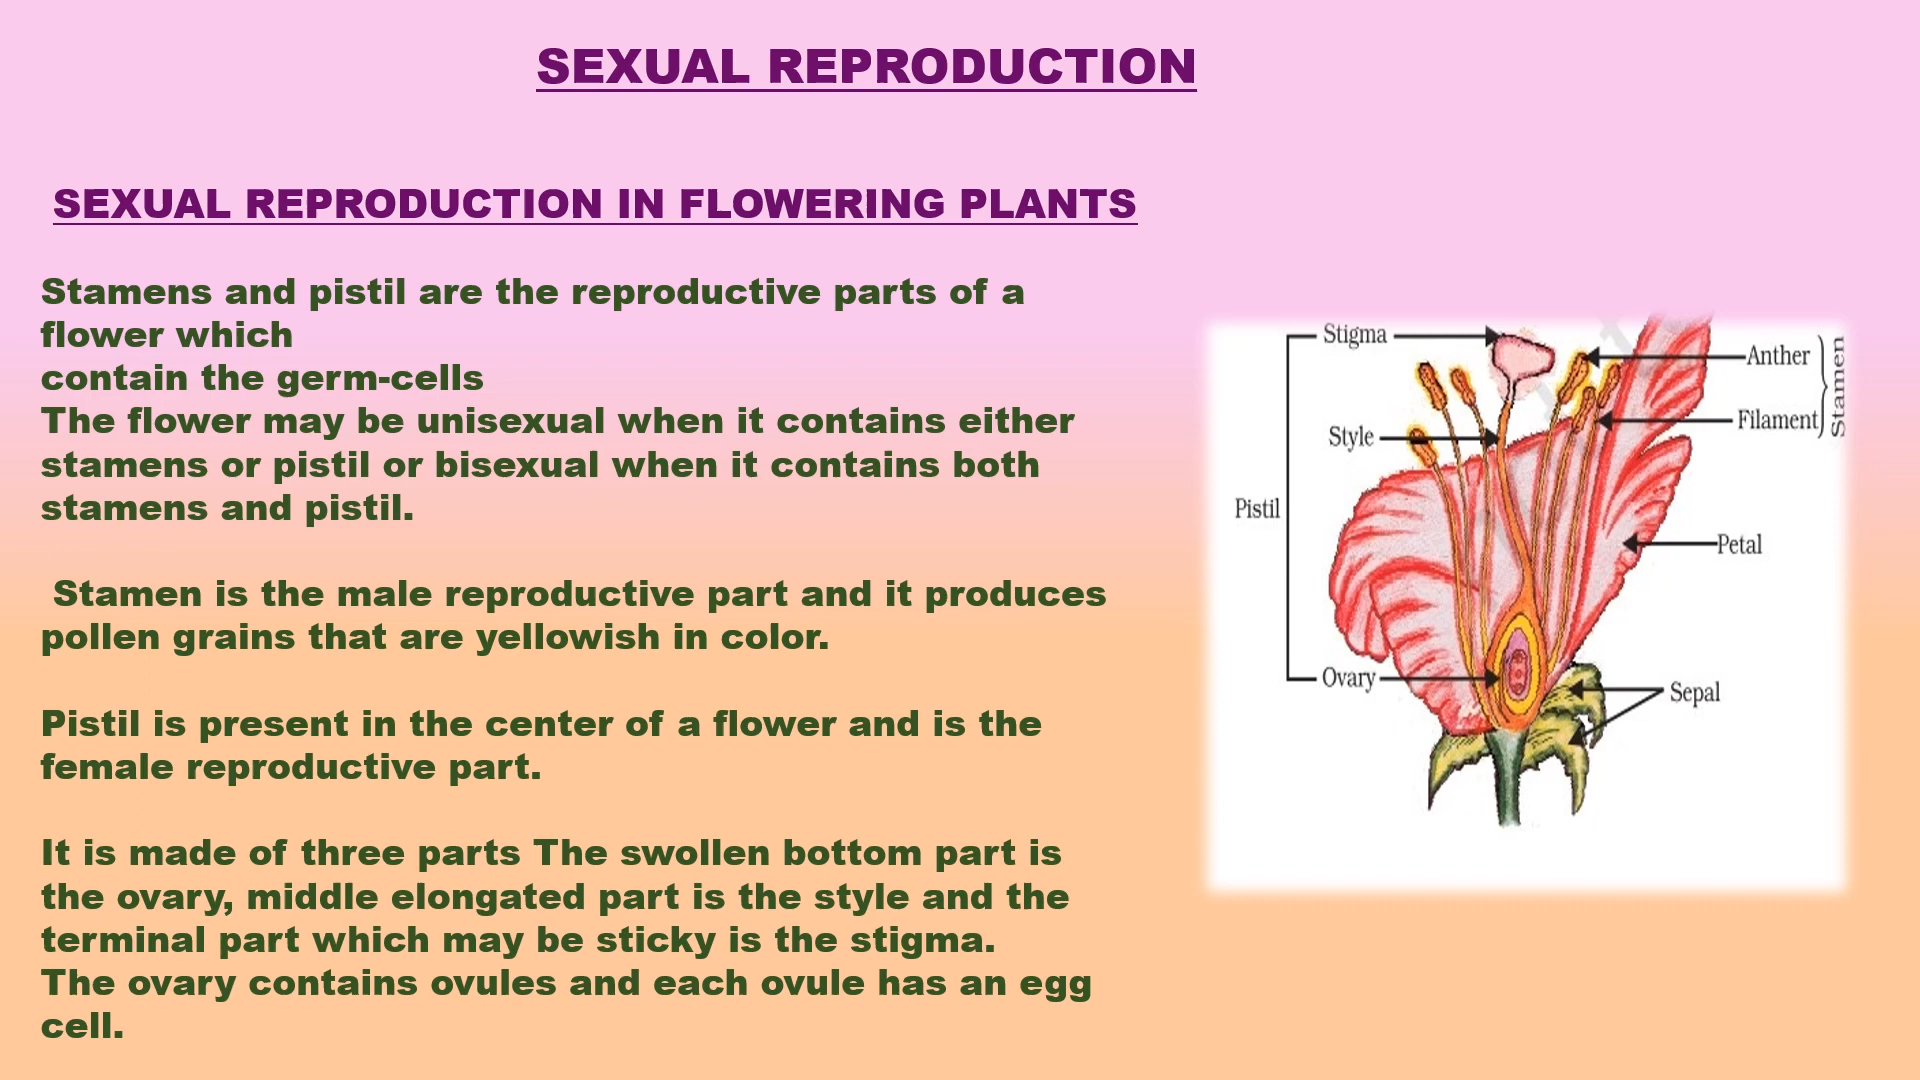 SEXUAL REPRODUCTION
SEXUAL REPRODUCTION IN FLOWERING PLANTS
Stamens and pistil are the reproductive parts of a
flower which
contain the germ-cells
The flower may be unisexual when it contains either
stamens or pistil or bisexual when it contains both
stamens and pistil.
Stamen is the male reproductive part and it produces
pollen grains that are yellowish in color.
Pistil is present in the center of a flower and is the
female reproductive part.
It is made of three parts The swollen bottom part is
the ovary, middle elongated part is the style and the
terminal part which may be sticky is the stigma.
The ovary contains ovules and each ovule has an egg
cell.
Stigma
Anther
Stamen
Filament
Style
Pistil
Petal
Ovary
Sepal